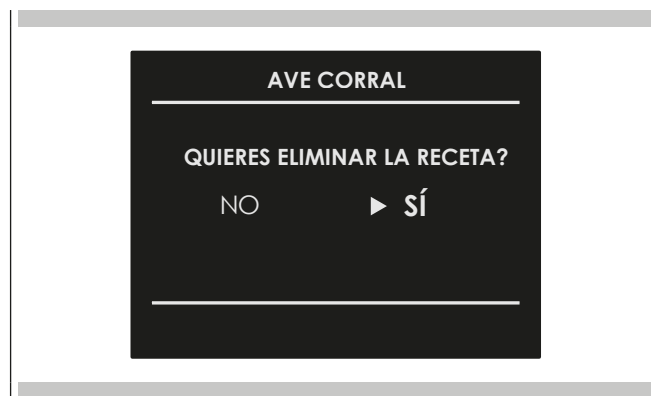 AVE CORRAL
QUIERES ELIMINAR LA RECETA?
NO ▶ SÍ